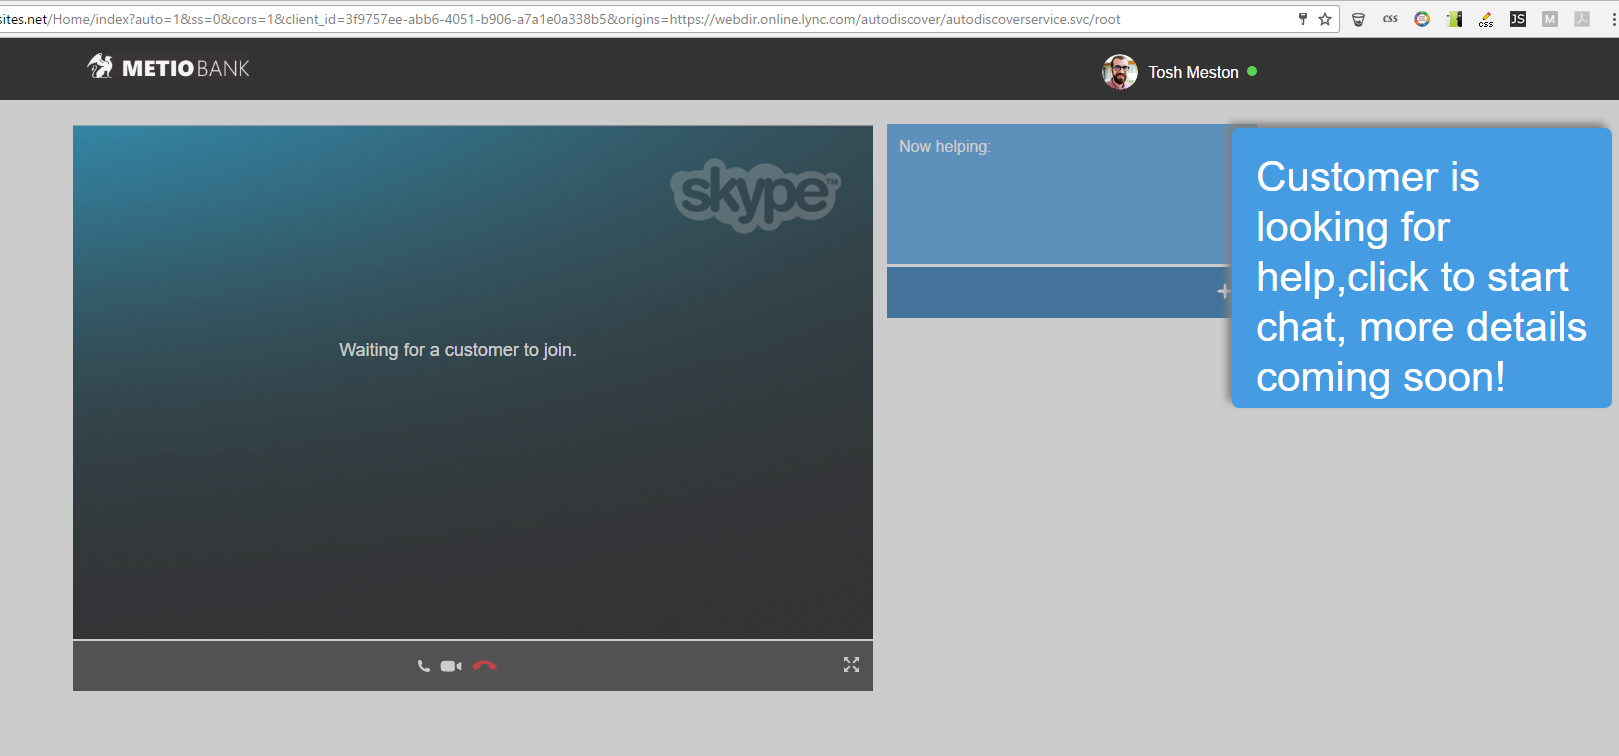 sites.net/Home/index?auto=1&ss=0&cors=1&client_id=3f9757ee-abb6-4051-b906-a7a1e0a338b5&origins=https://webdir.online.lync.com/autodiscover/autodiscoverservice.svc/root
css
css
JS
M
METIO BANK
Tosh Meston
skype™
Now helping:
Customer is
looking for
help,click to start
chat, more details
coming soon!
Waiting for a customer to join.